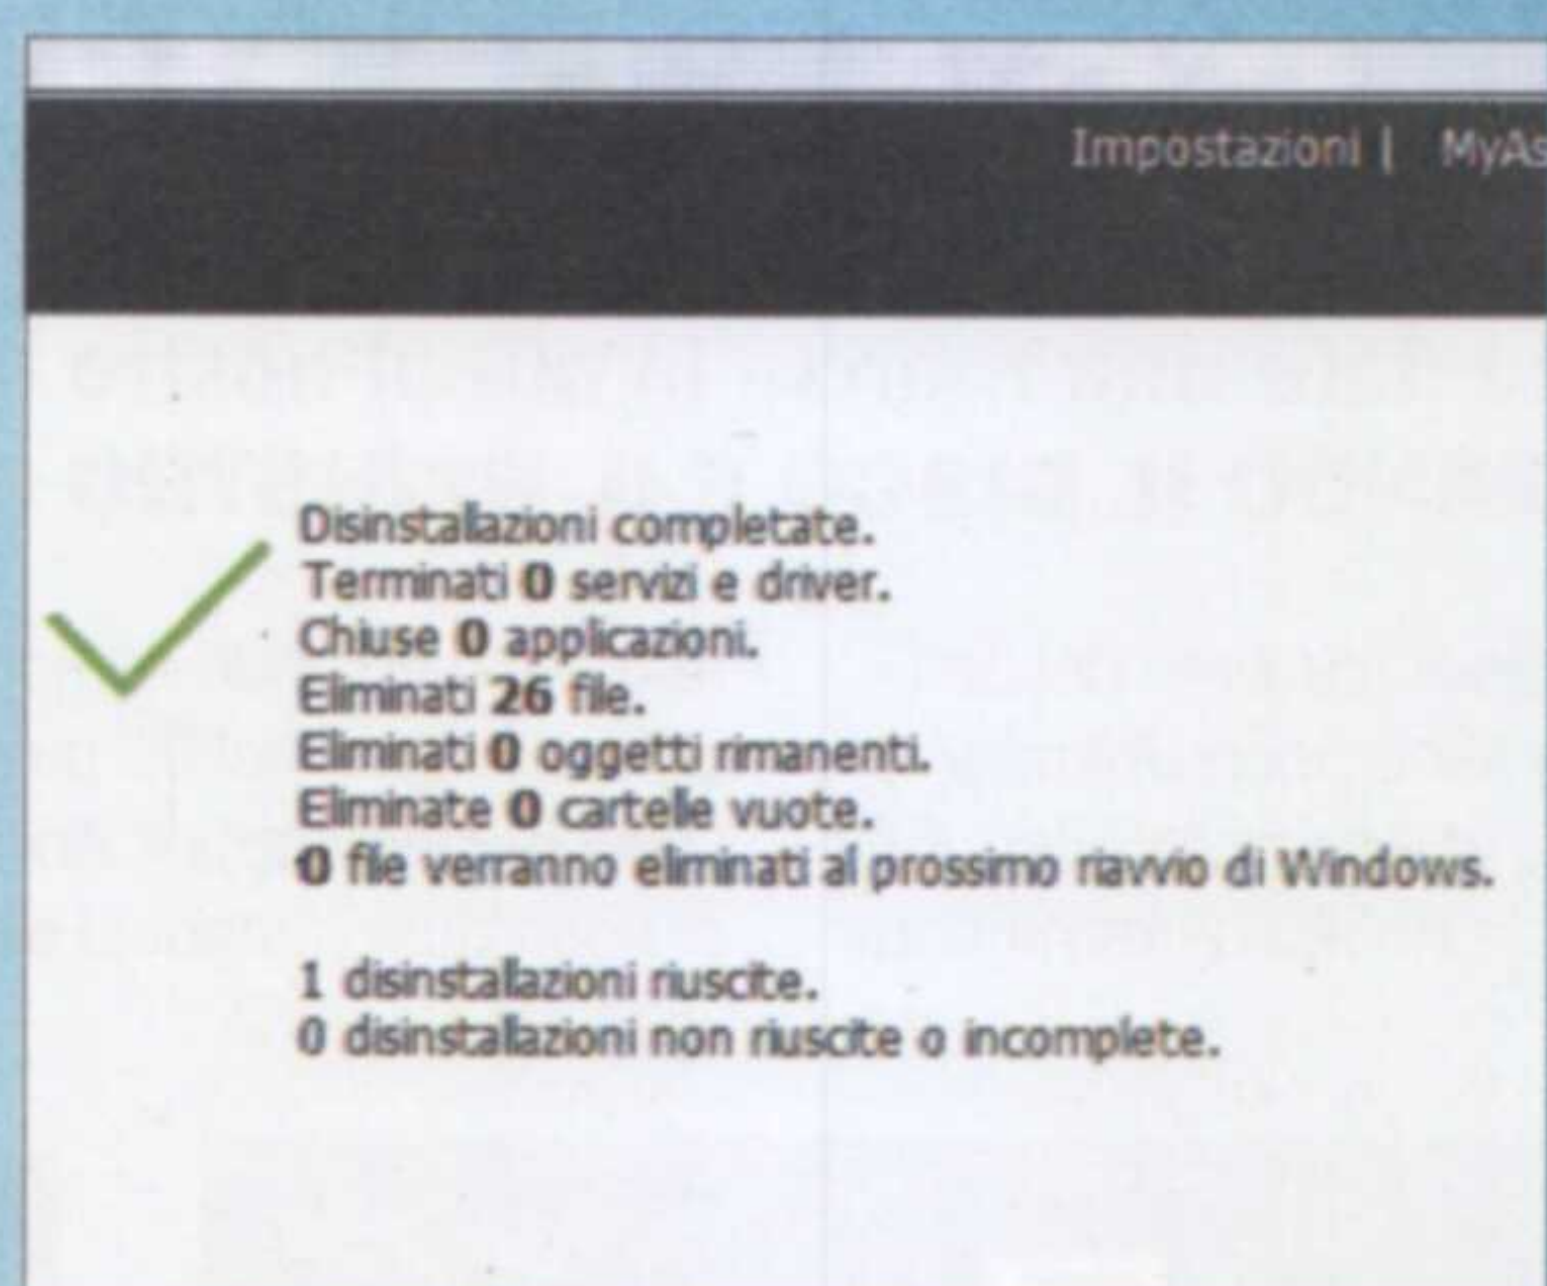 Impostazioni | MyAs
Disinstallazioni completate.
Terminati 0 servizi e driver.
Chiuse 0 applicazioni.
Eliminati 26 file.
Eliminati 0 oggetti rimanenti.
Eliminate 0 cartelle vuote.
0 file verranno eliminati al prossimo riavvio di Windows.
1 disinstallazioni riuscite.
0 disinstallazioni non riuscite o incomplete.